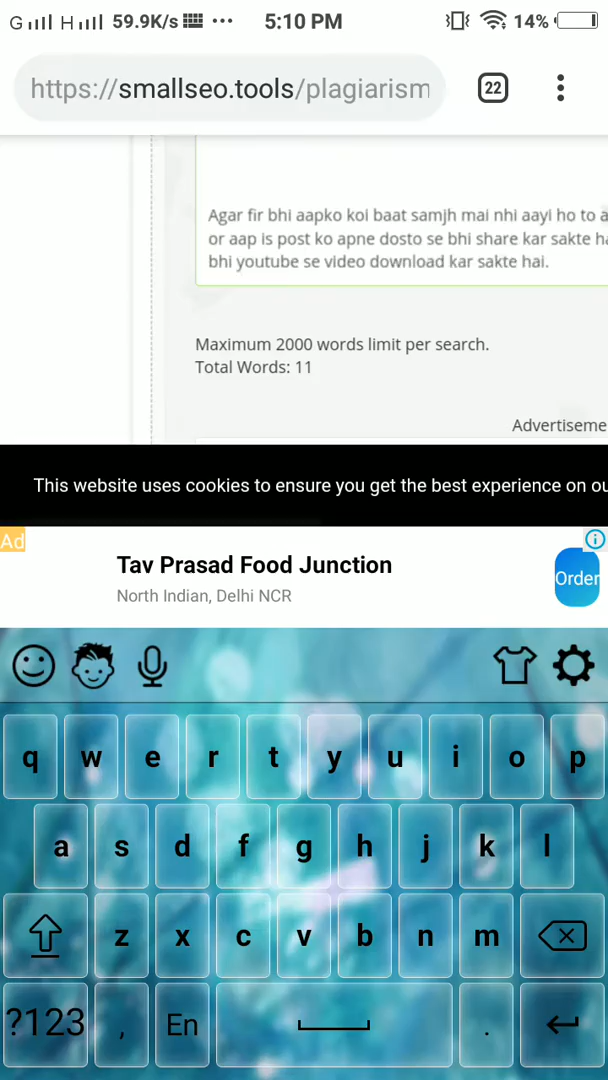 G H 59.9K/s ... 5:10 PM 14%
https://smallseo.tools/plagiarism
22
Agar fir bhi aapko koi baat samjh mai nhi aayi ho to a
or aap is post ko apne dosto se bhi share kar sakte ha
bhi youtube se video download kar sakte hai.
Maximum 2000 words limit per search.
Total Words: 11
Advertiseme
This website uses cookies to ensure you get the best experience on ou
Ad
Tav Prasad Food Junction
North Indian, Delhi NCR
Order
q w e r t y u i o p
a s d f g h j k l
z x c v b n m
?123 , En .